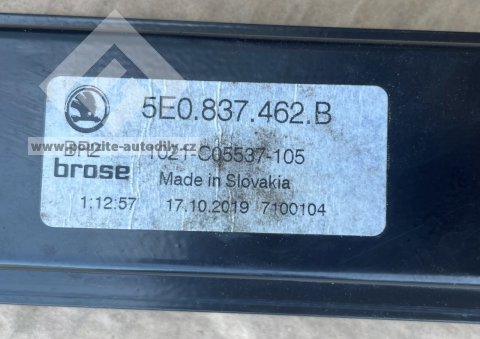 5E0.837.462.B
www.pouzite-autodily.cz
1021-C05537-105
brose
Made in Slovakia
1:12:57 17.10.2019 7100104